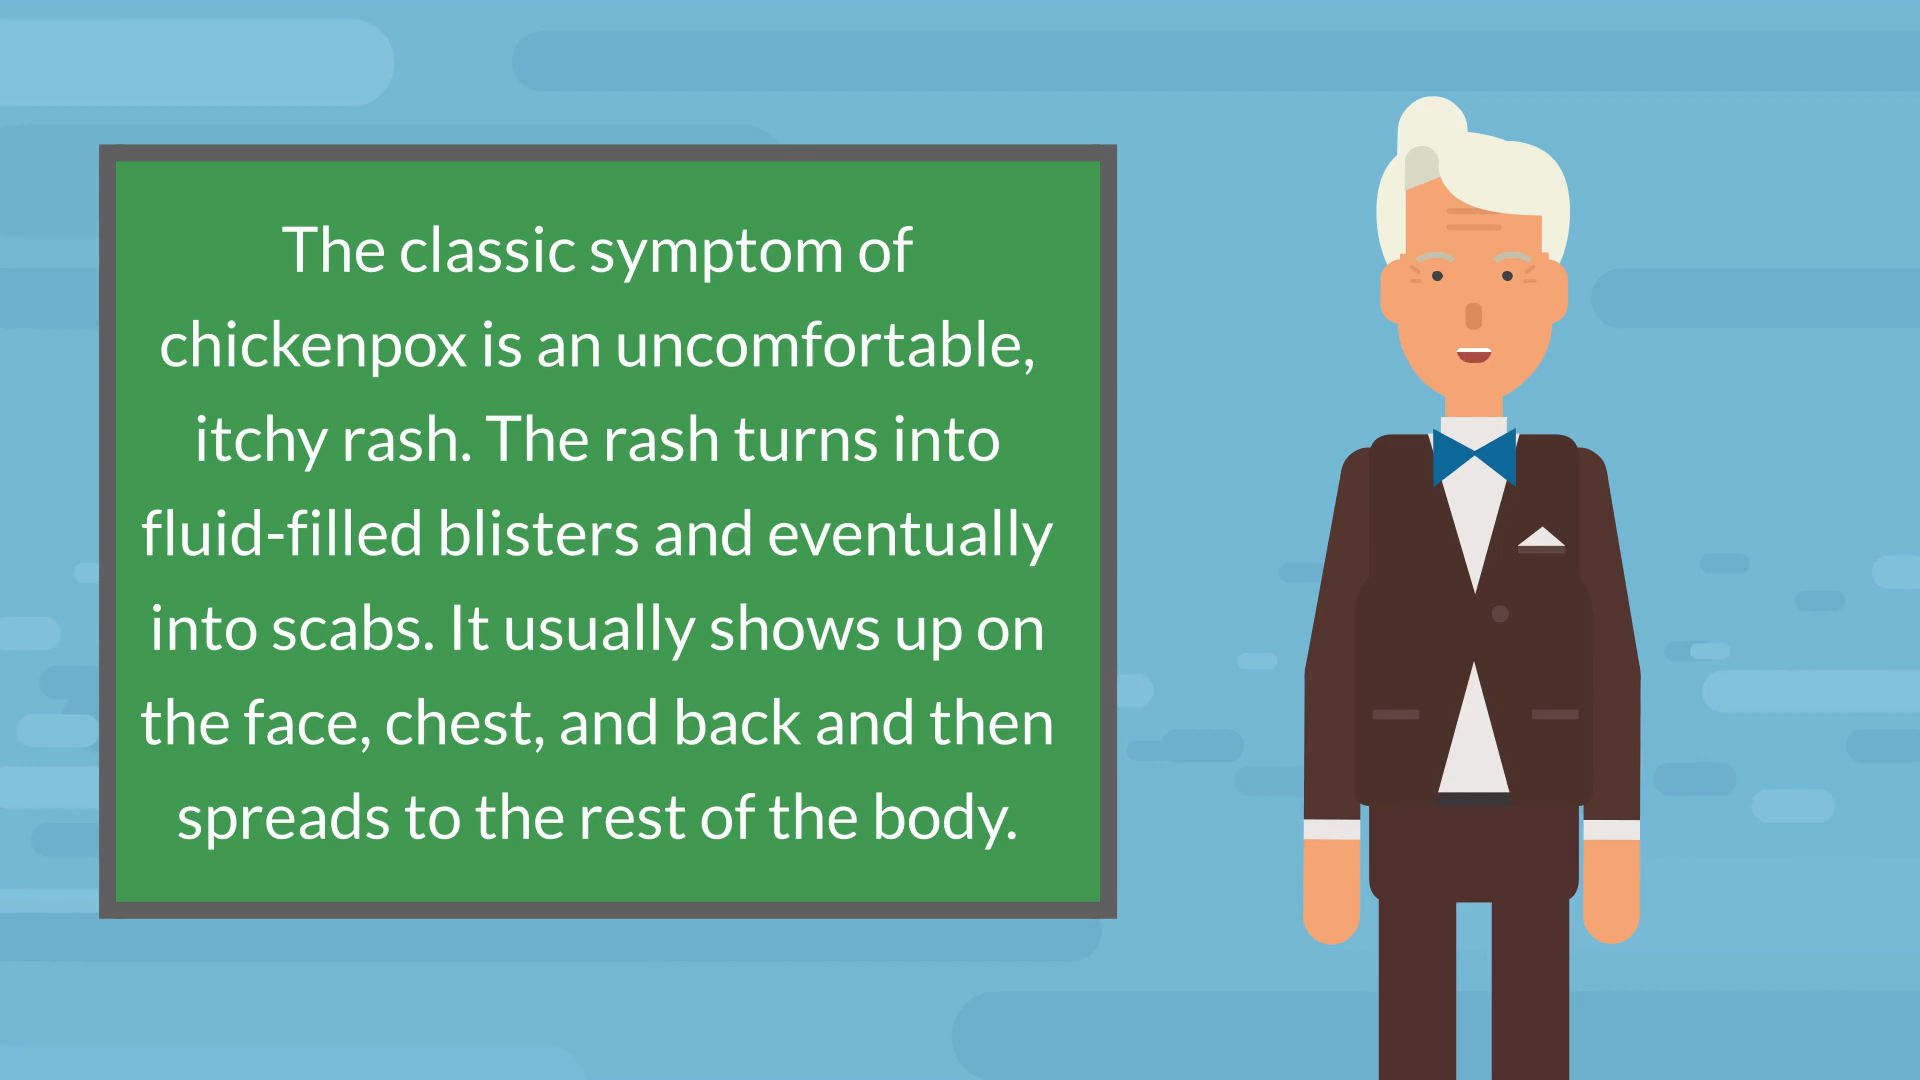 The classic symptom of
chickenpox is an uncomfortable,
itchy rash. The rash turns into
fluid-filled blisters and eventually
into scabs. It usually shows up on
the face, chest, and back and then
spreads to the rest of the body.